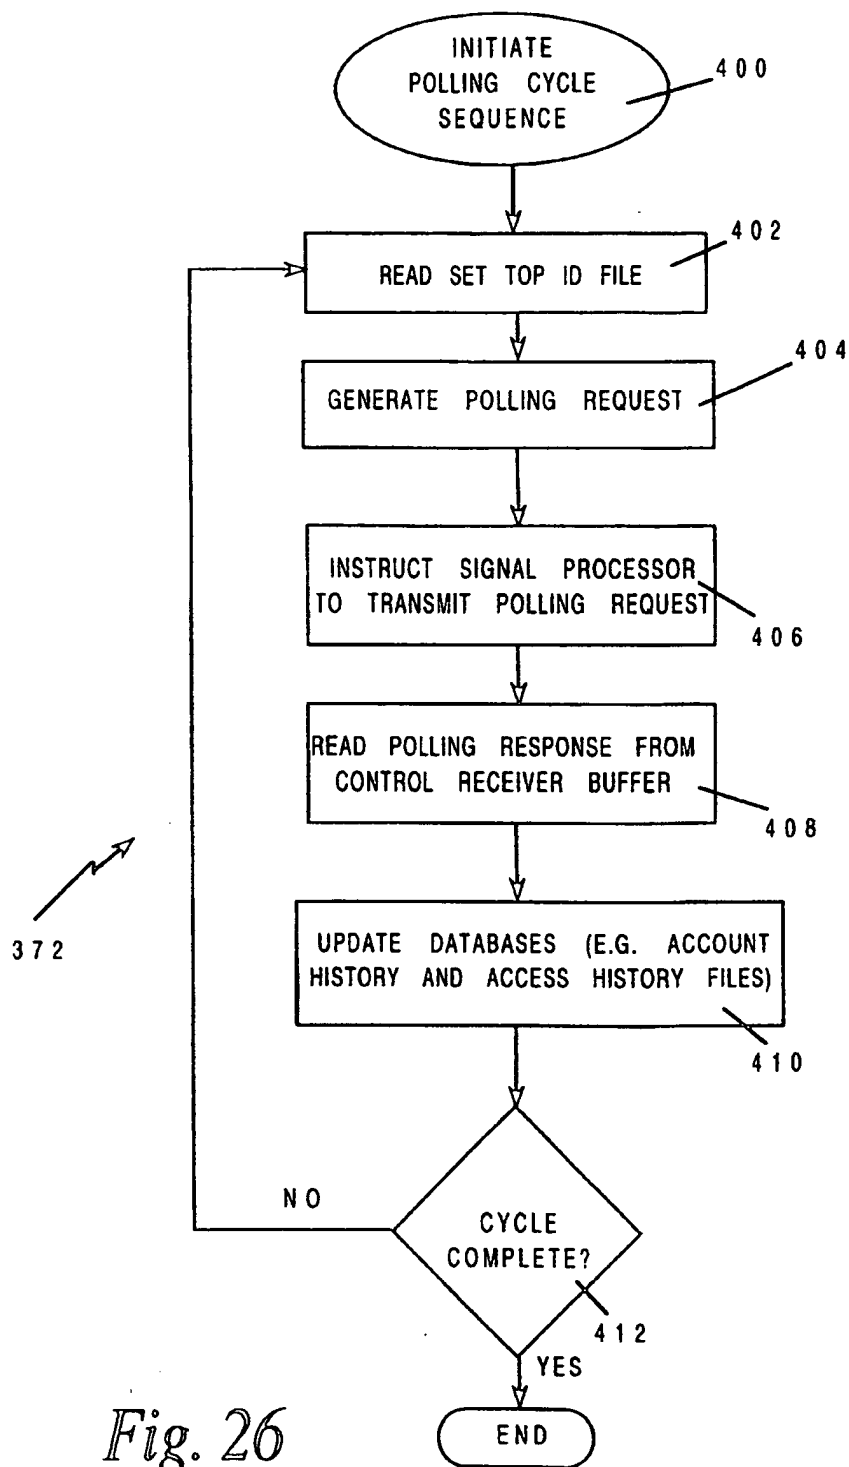 INITIATE
POLLING CYCLE
SEQUENCE
400
402
READ SET TOP ID FILE
404
GENERATE POLLING REQUEST
INSTRUCT SIGNAL PROCESSOR
TO TRANSMIT POLLING REQUEST
406
READ POLLING RESPONSE FROM
CONTROL RECEIVER BUFFER
408
372
UPDATE DATABASES (E.G. ACCOUNT
HISTORY AND ACCESS HISTORY FILES)
410
NO
CYCLE
COMPLETE?
412
YES
END
Fig. 26